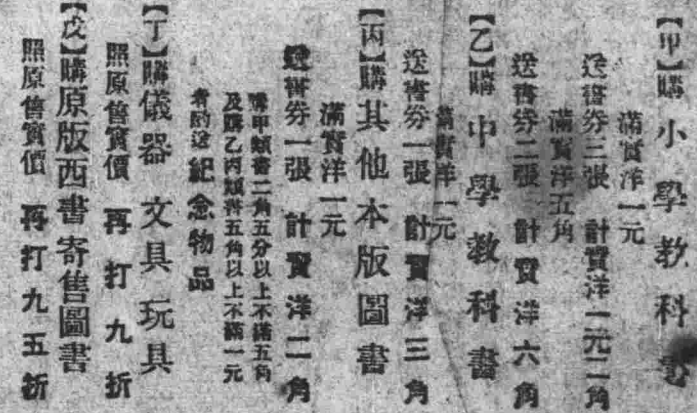 【甲】購小學教科書
滿實洋一元
送書券三張 計實洋一元二角
滿實洋五角
送書券二張 計實洋六角
【乙】購中學教科書
滿實洋一元
送書券一張 計實洋三角
【丙】購其他本版圖書
滿實洋一元
送書券一張 計實洋二角
購甲類書二角五分以上不滿五角
及購乙丙類書五角以上不滿一元
者酌送紀念物品
【丁】購儀器 文具玩具
照原售實價 再打九折
【戊】購原版西書寄售圖書
照原售實價 再打九五折